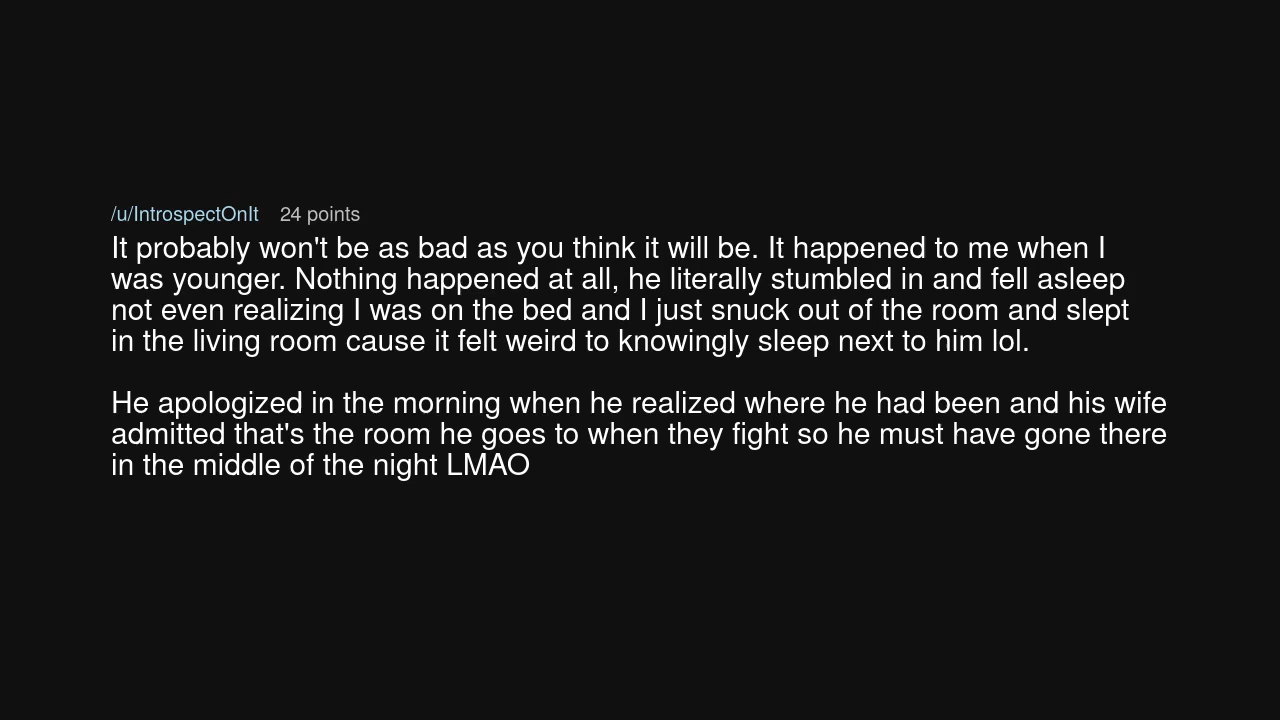 /u/IntrospectOnIt 24 points
It probably won't be as bad as you think it will be. It happened to me when I
was younger. Nothing happened at all, he literally stumbled in and fell asleep
not even realizing I was on the bed and I just snuck out of the room and slept
in the living room cause it felt weird to knowingly sleep next to him lol.
He apologized in the morning when he realized where he had been and his wife
admitted that's the room he goes to when they fight so he must have gone there
in the middle of the night LMAO